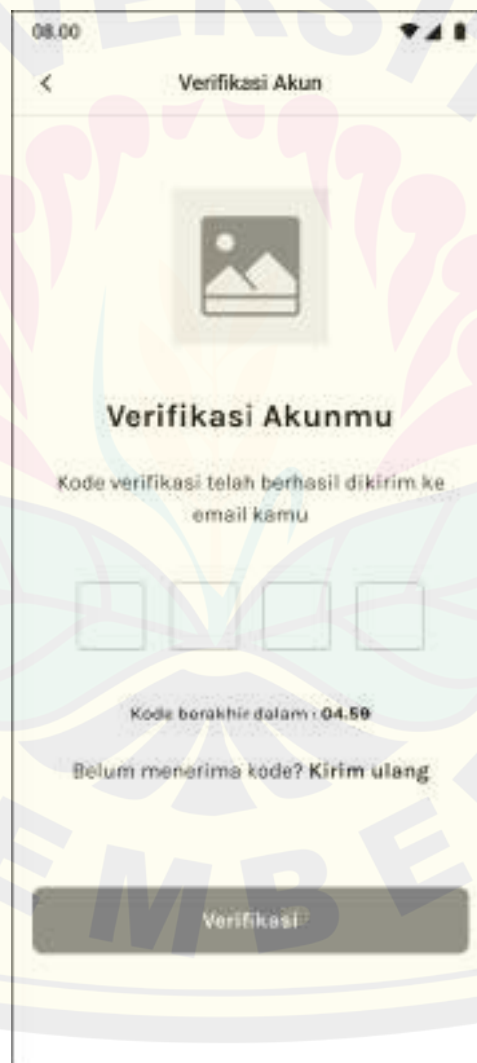 08.00
Verifikasi Akun
Verifikasi Akunmu
Kode verifikasi telah berhasil dikirim ke
email kamu
Kode berakhir dalam : 04.59
Belum menerima kode? Kirim ulang
Verifikasi